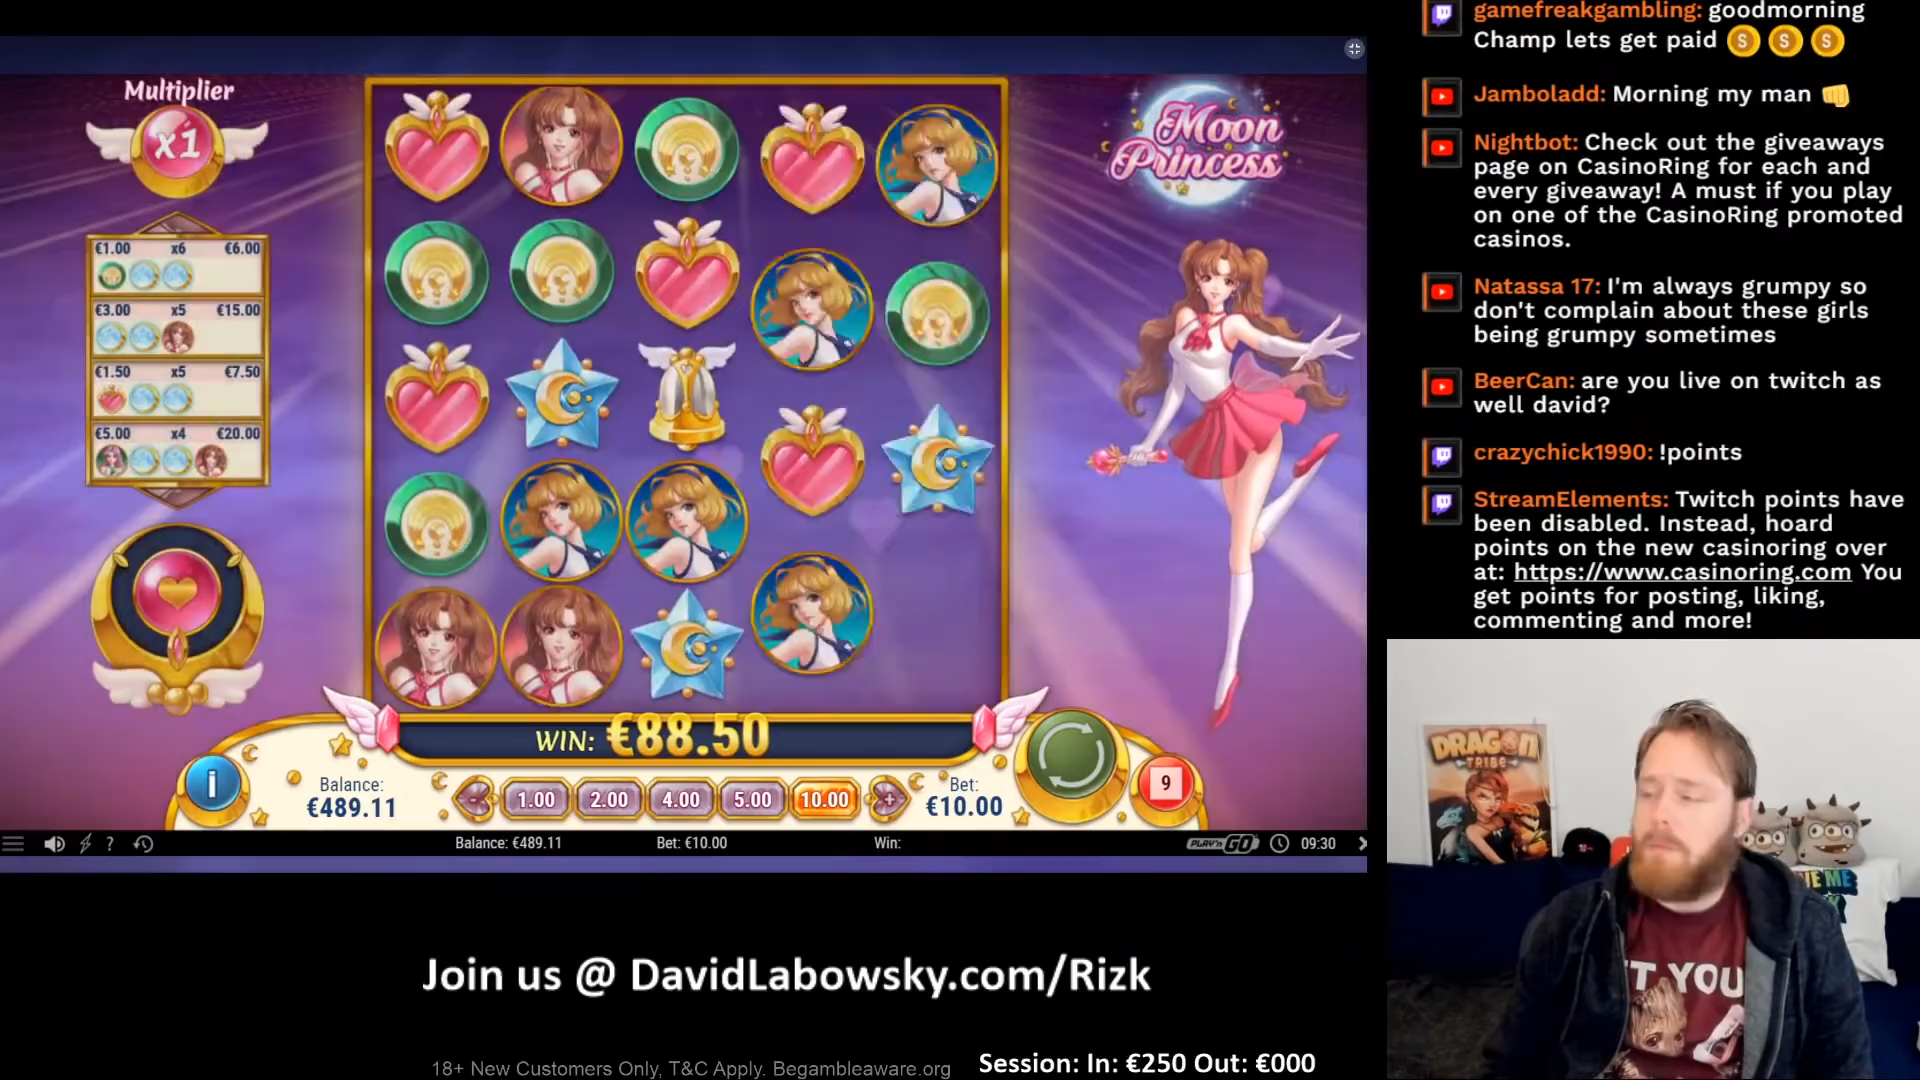 Multiplier
x1
€1.00 x6 €6.00
€3.00 x5 €15.00
€1.50 x5 €7.50
€5.00 x4 €20.00
Moon
Princess
WIN: €88.50
Balance:
€489.11
1.00 2.00 4.00 5.00 10.00
Bet:
€10.00
9
Balance: €489.11 Bet: €10.00 Win: PLAY'n GO 09:30
Join us @ DavidLabowsky.com/Rizk
18+ New Customers Only, T&C Apply. Begambleaware.org
Session: In: €250 Out: €000
gamefreakgambling: goodmorning
Champ lets get paid
Jamboladd: Morning my man
Nightbot: Check out the giveaways
page on CasinoRing for each and
every giveaway! A must if you play
on one of the CasinoRing promoted
casinos.
Natassa 17: I'm always grumpy so
don't complain about these girls
being grumpy sometimes
BeerCan: are you live on twitch as
well david?
crazychick1990: !points
StreamElements: Twitch points have
been disabled. Instead, hoard
points on the new casinoring over
at: https://www.casinoring.com You
get points for posting, liking,
commenting and more!
DRAGON
TRIBE
YOU